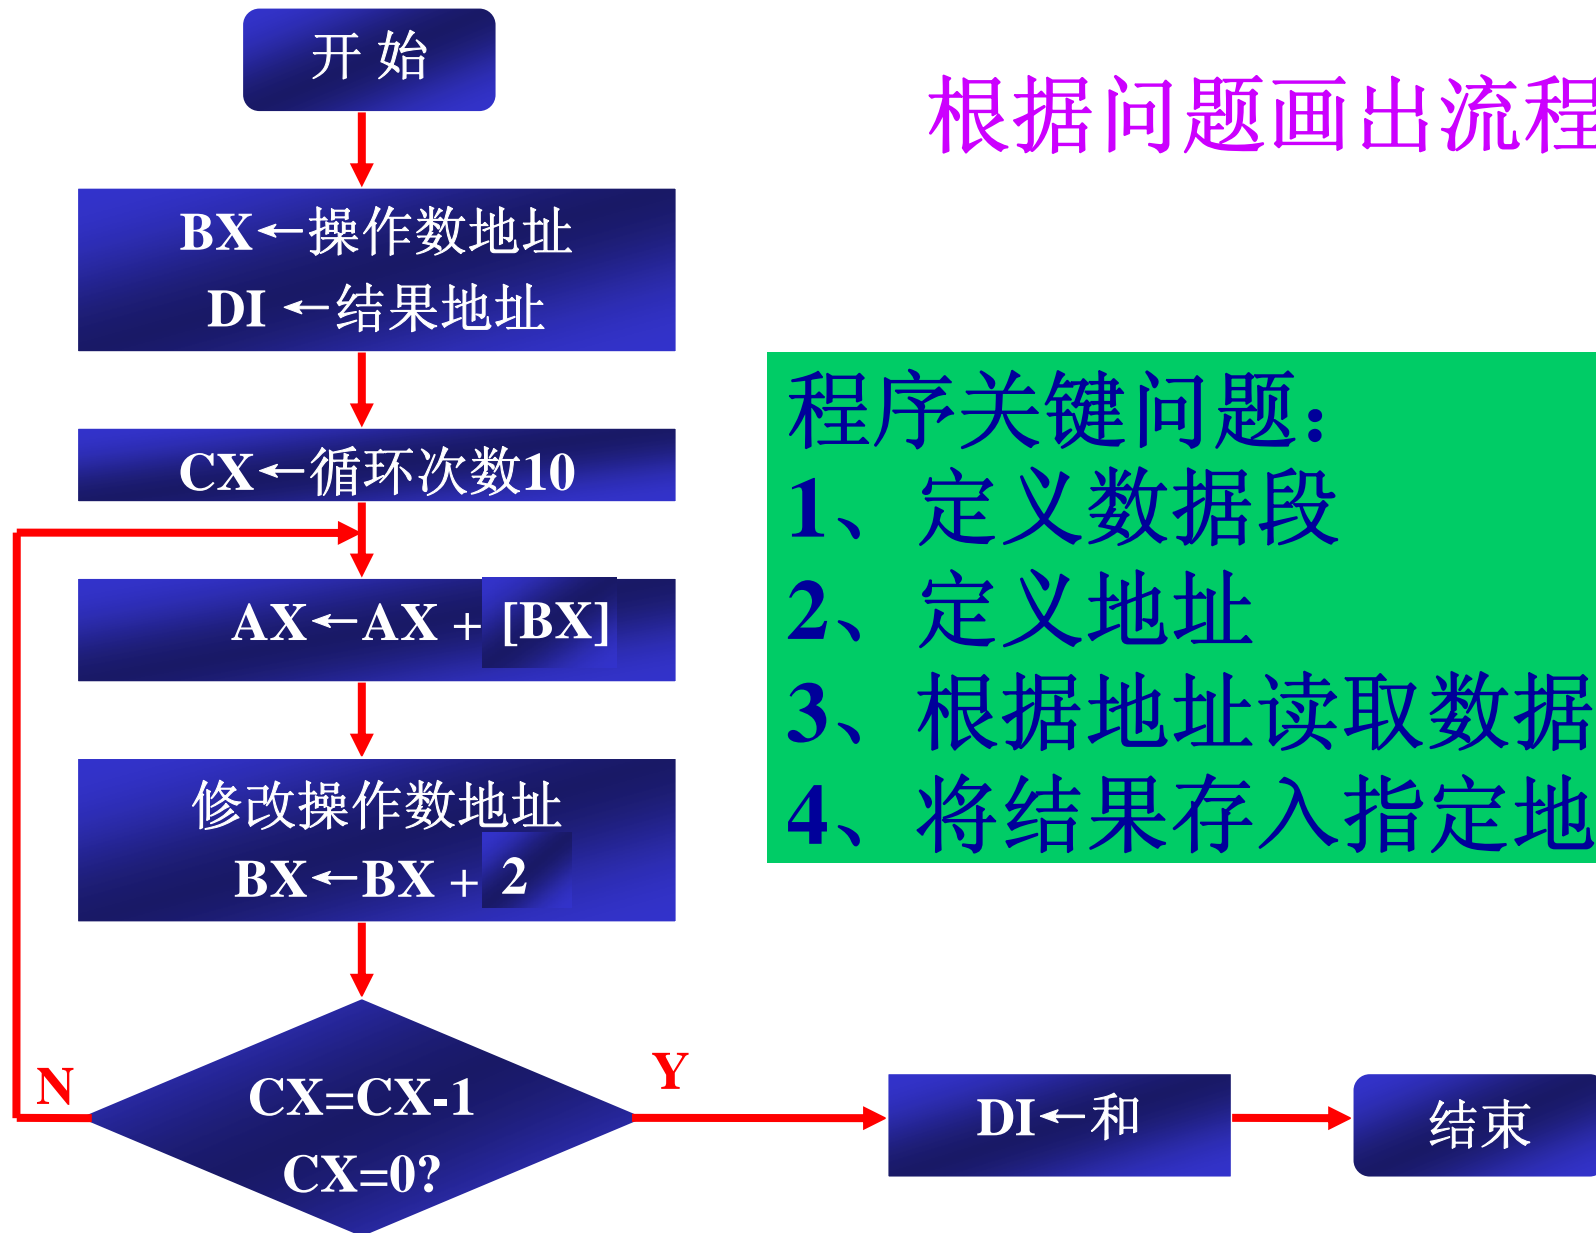 开 始
根据问题画出流程
BX←操作数地址
DI ←结果地址
CX←循环次数10
AX←AX + [BX]
修改操作数地址
BX←BX + 2
CX=CX-1
CX=0?
N
Y
DI←和
结束
程序关键问题：
1、定义数据段
2、定义地址
3、根据地址读取数据
4、将结果存入指定地